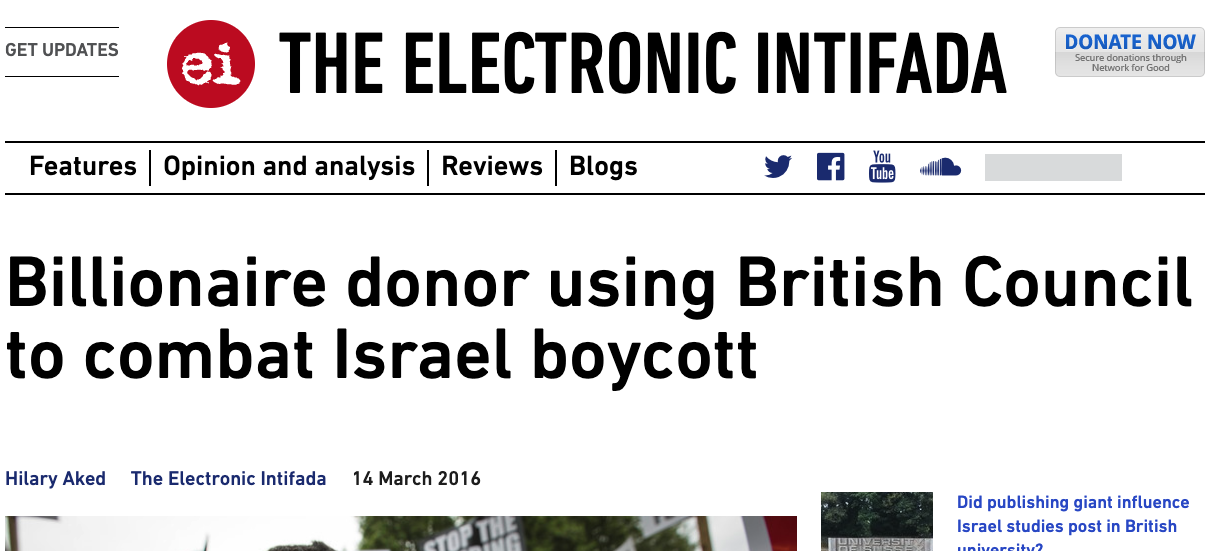 GET UPDATES
ei
THE ELECTRONIC INTIFADA
DONATE NOW
Secure donations through
Network for Good
Features
Opinion and analysis
Reviews
Blogs
You
Tube
Billionaire donor using British Council
to combat Israel boycott
Hilary Aked The Electronic Intifada 14 March 2016
STOP THE
Did publishing giant influence
Israel studies post in British
university?
UNIVERSITY